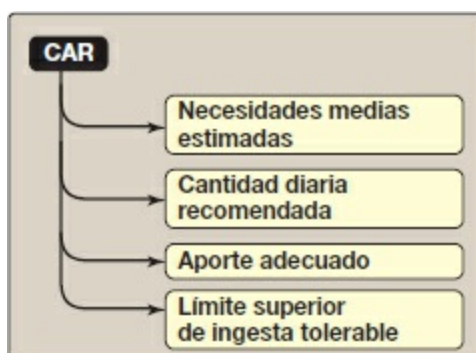 CAR
Necesidades medias
estimadas
Cantidad diaria
recomendada
Aporte adecuado
Límite superior
de ingesta tolerable